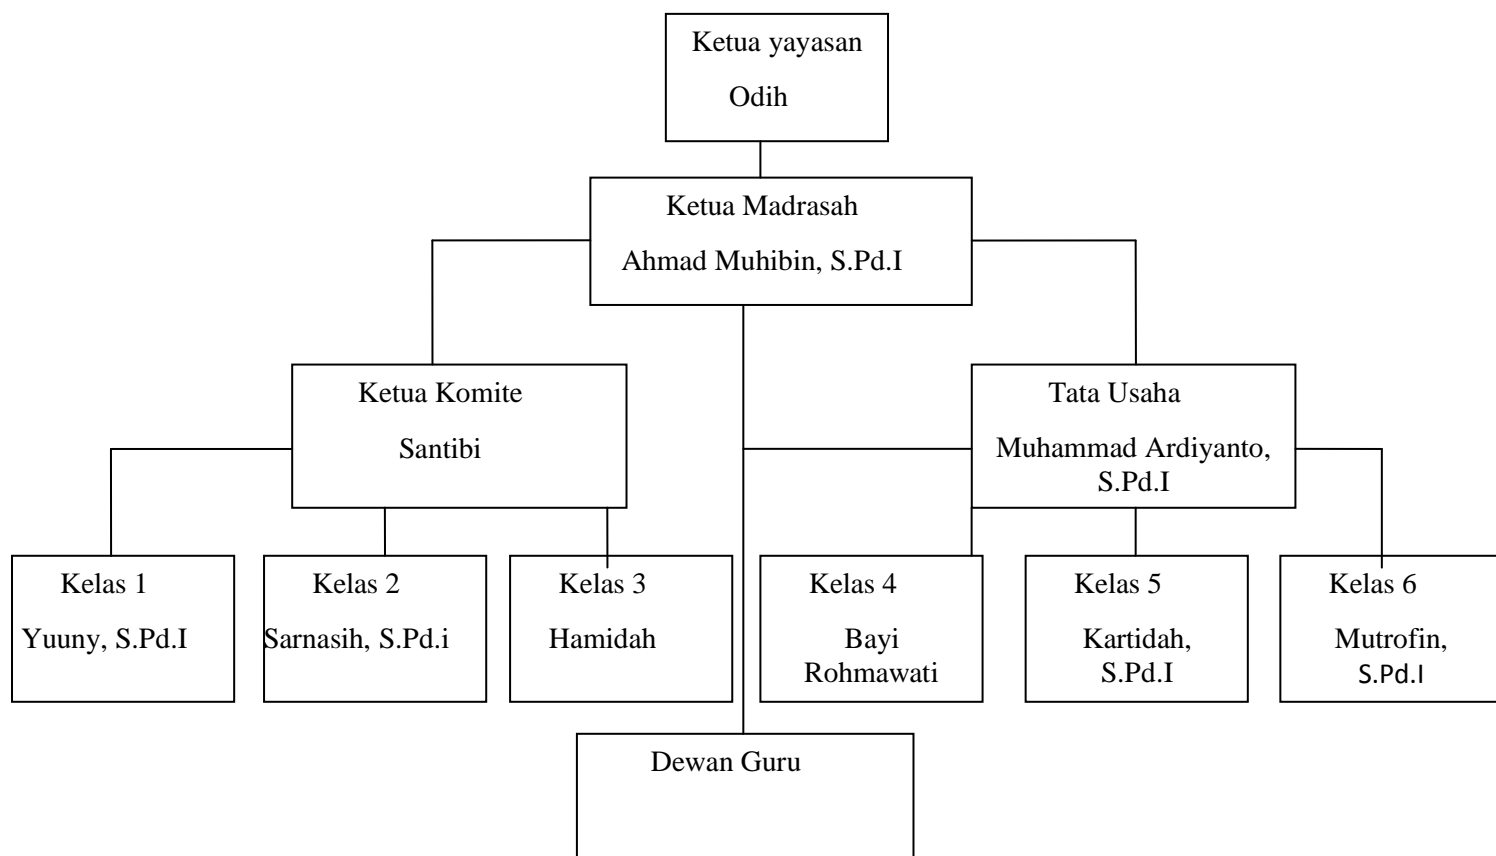 Ketua yayasan
Odih
Ketua Madrasah
Ahmad Muhibin, S.Pd.I
Ketua Komite
Santibi
Tata Usaha
Muhammad Ardiyanto,
S.Pd.I
Kelas 1
Yuuny, S.Pd.I
Kelas 2
Sarnasih, S.Pd.i
Kelas 3
Hamidah
Kelas 4
Bayi
Rohmawati
Kelas 5
Kartidah,
S.Pd.I
Kelas 6
Mutrofin,
S.Pd.I
Dewan Guru